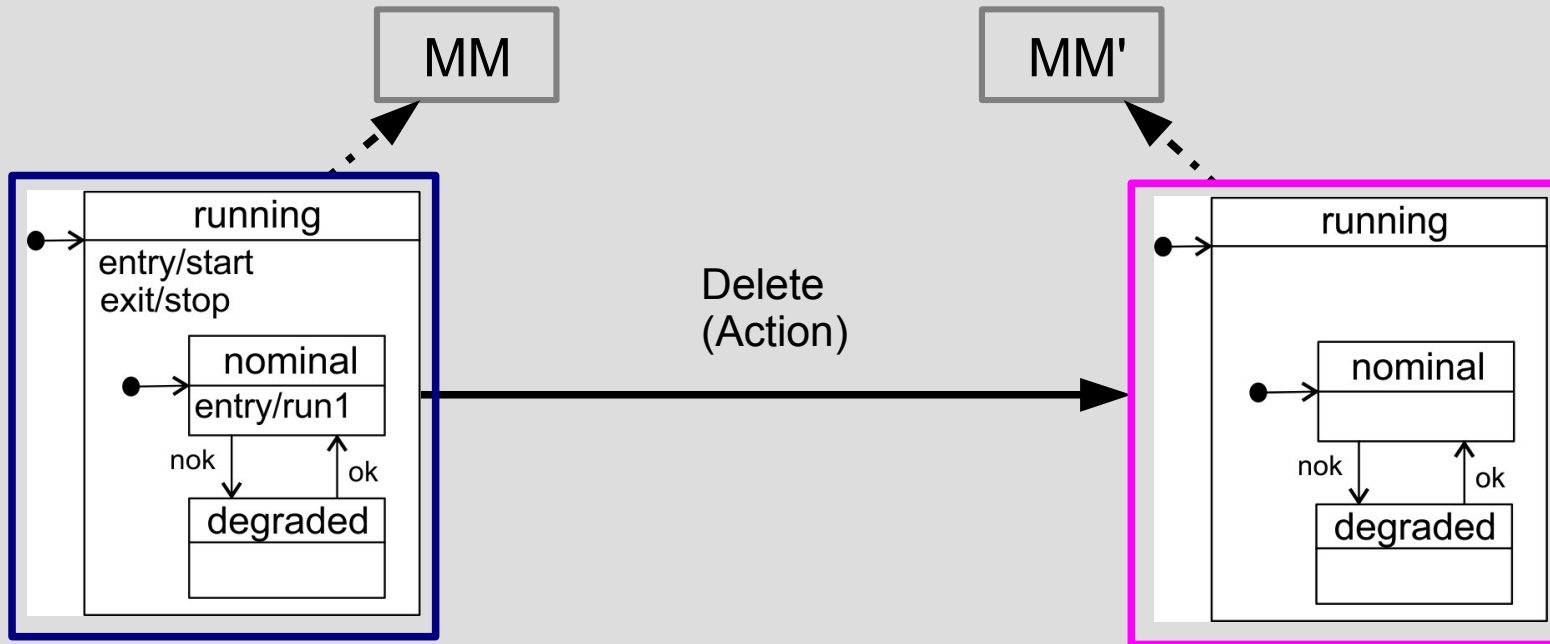 MM
MM'
running
entry/start
exit/stop
nominal
entry/run1
nok
ok
degraded
Delete
(Action)
running
nominal
nok
ok
degraded